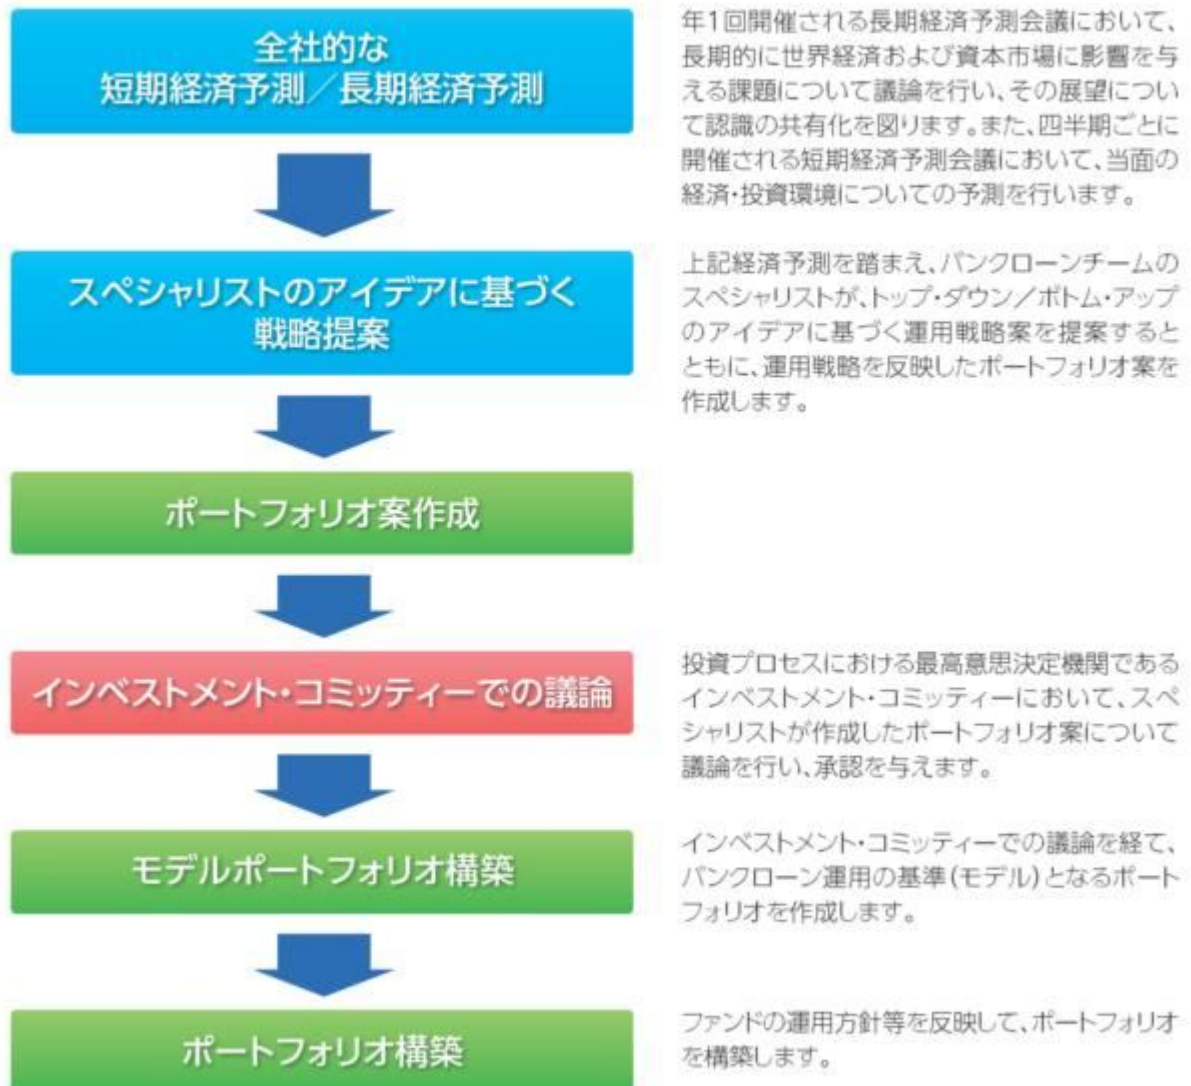 全社的な
短期経済予測／長期経済予測
年1回開催される長期経済予測会議において、
長期的に世界経済および資本市場に影響を与
える課題について議論を行い、その展望につい
て認識の共有化を図ります。また、四半期ごとに
開催される短期経済予測会議において、当面の
経済・投資環境についての予測を行います。
スペシャリストのアイデアに基づく
戦略提案
上記経済予測を踏まえ、バンクローンチームの
スペシャリストが、トップ・ダウン／ボトム・アップ
のアイデアに基づく運用戦略案を提案すると
ともに、運用戦略を反映したポートフォリオ案を
作成します。
ポートフォリオ案作成
インベストメント・コミッティーでの議論
投資プロセスにおける最高意思決定機関である
インベストメント・コミッティーにおいて、スペ
シャリストが作成したポートフォリオ案について
議論を行い、承認を与えます。
モデルポートフォリオ構築
インベストメント・コミッティーでの議論を経て、
バンクローン運用の基準(モデル)となるポート
フォリオを作成します。
ポートフォリオ構築
ファンドの運用方針等を反映して、ポートフォリオ
を構築します。